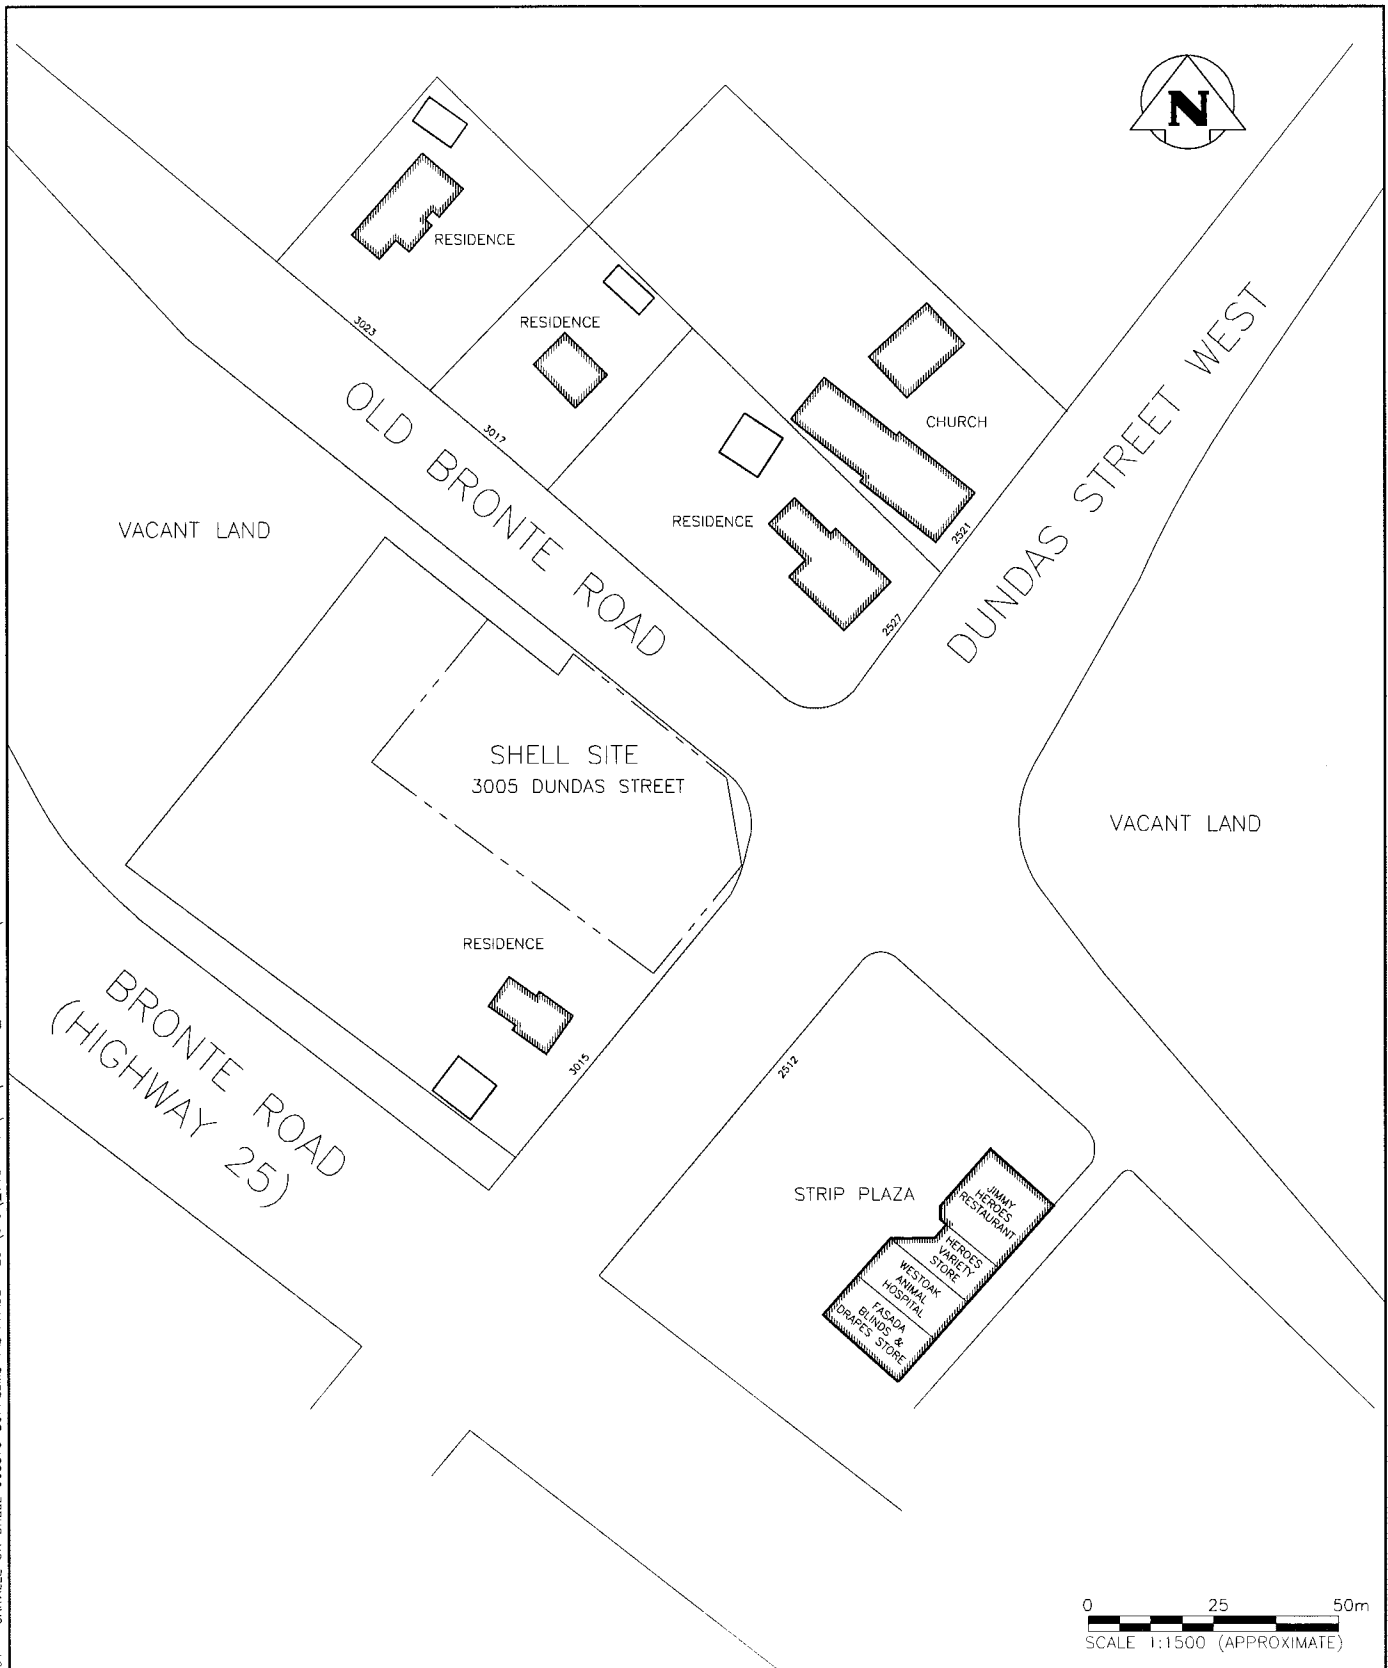 N
RESIDENCE
3023
RESIDENCE
3017
OLD BRONTE ROAD
CHURCH
2521
DUNDAS STREET WEST
RESIDENCE
2527
VACANT LAND
SHELL SITE
3005 DUNDAS STREET
VACANT LAND
RESIDENCE
3015
BRONTE ROAD
(HIGHWAY 25)
2512
STRIP PLAZA
JIMMY
HEROES
RESTAURANT
HEROES
VARIETY
STORE
WESTOAK
ANIMAL
HOSPITAL
FASADA
BLINDS &
DRAPES STORE
0 25 50m
SCALE 1:1500 (APPROXIMATE)